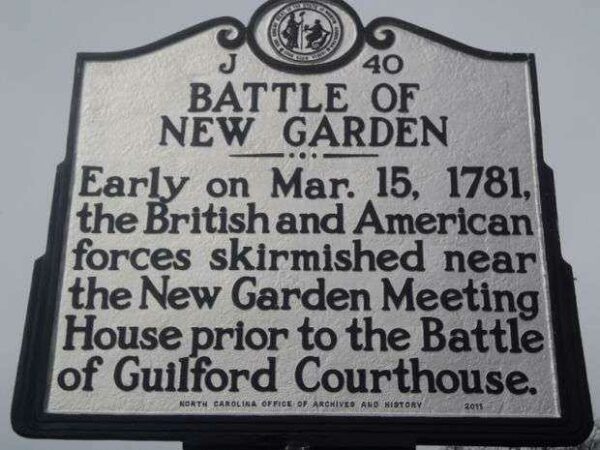 J 40
BATTLE OF
NEW GARDEN
Early on Mar. 15, 1781,
the British and American
forces skirmished near
the New Garden Meeting
House prior to the Battle
of Guilford Courthouse.
NORTH CAROLINA OFFICE OF ARCHIVES AND HISTORY 2011